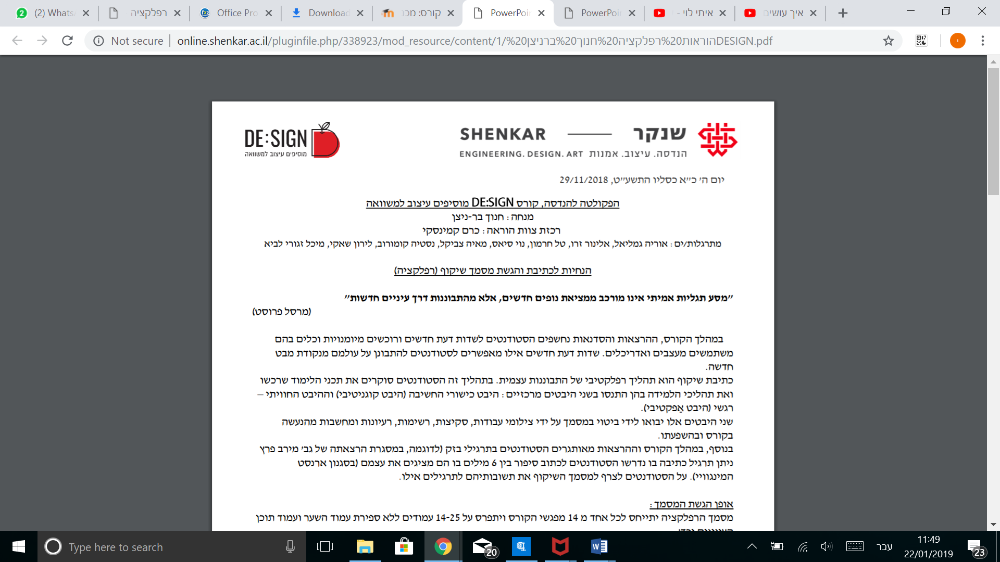 (2) Whats
רפלקציה
Office Pro
Download
קורס: מכנ
PowerPoin
PowerPoin
איתי לוי -
איך עושים
Not secure
online.shenkar.ac.il/pluginfile.php/338923/mod_resource/content/1/%20הוראות%20רפלקציה%20חנוך%20ברניצןDESIGN.pdf
DE:SIGN
מוסיפים עיצוב למשוואה
SHENKAR — שנקר
ENGINEERING. DESIGN. ART הנדסה. עיצוב. אמנות
יום ה' כ"א כסליו התשע"ט, 29/11/2018
הפקולטה להנדסה, קורס DE:SIGN מוסיפים עיצוב למשוואה
מנחה: חנוך בר-ניצן
רכזת צוות הוראה: כרם קמינסקי
מתרגלות/ים: אוריה גמליאל, אלינור זרו, טל חרמון, נוי סיאס, מאיה צביקל, נסטיה קומורוב, לירון שאקי, מיכל זגורי לביא
הנחיות לכתיבת והגשת מסמך שיקוף (רפלקציה)
"מסע תגליות אמיתי אינו מורכב ממציאת נופים חדשים, אלא מהתבוננות דרך עיניים חדשות"
(מרסל פרוסט)
במהלך הקורס, ההרצאות והסדנאות נחשפים הסטודנטים לשדות דעת חדשים ורוכשים מיומנויות וכלים בהם
משתמשים מעצבים ואדריכלים. שדות דעת חדשים אילו מאפשרים לסטודנטים להתבונן על עולמם מנקודת מבט
חדשה.
כתיבת שיקוף הוא תהליך רפלקטיבי של התבוננות עצמית. בתהליך זה הסטודנטים סוקרים את תכני הלימוד שרכשו
ואת תהליכי הלמידה בהן התנסו בשני היבטים מרכזיים: היבט כישורי החשיבה (היבט קוגניטיבי) וההיבט החוויתי –
רגשי (היבט אַפקטיבי).
שני היבטים אלו יבואו לידי ביטוי במסמך על ידי צילומי עבודות, סקיצות, רשימות, רעיונות ומחשבות מהנעשה
בקורס ובהשפעתו.
בנוסף, במהלך הקורס וההרצאות מאותגרים הסטודנטים בתרגילי בזק (לדוגמה, במסגרת הרצאתה של גב' מירב פרץ
ניתן תרגיל כתיבה בו נדרשו הסטודנטים לכתוב סיפור בין 6 מילים בו הם מציגים את עצמם (בסגנון ארנסט
המינגוויי). על הסטודנטים לצרף למסמך השיקוף את תשובותיהם לתרגילים אילו.
אופן הגשת המסמך:
מסמך הרפלקציה יתייחס לכל אחד מ 14 מפגשי הקורס ויתפרס על 14-25 עמודים ללא ספירת עמוד השער ועמוד תוכן
Type here to search
20
עבר
11:49
22/01/2019
23